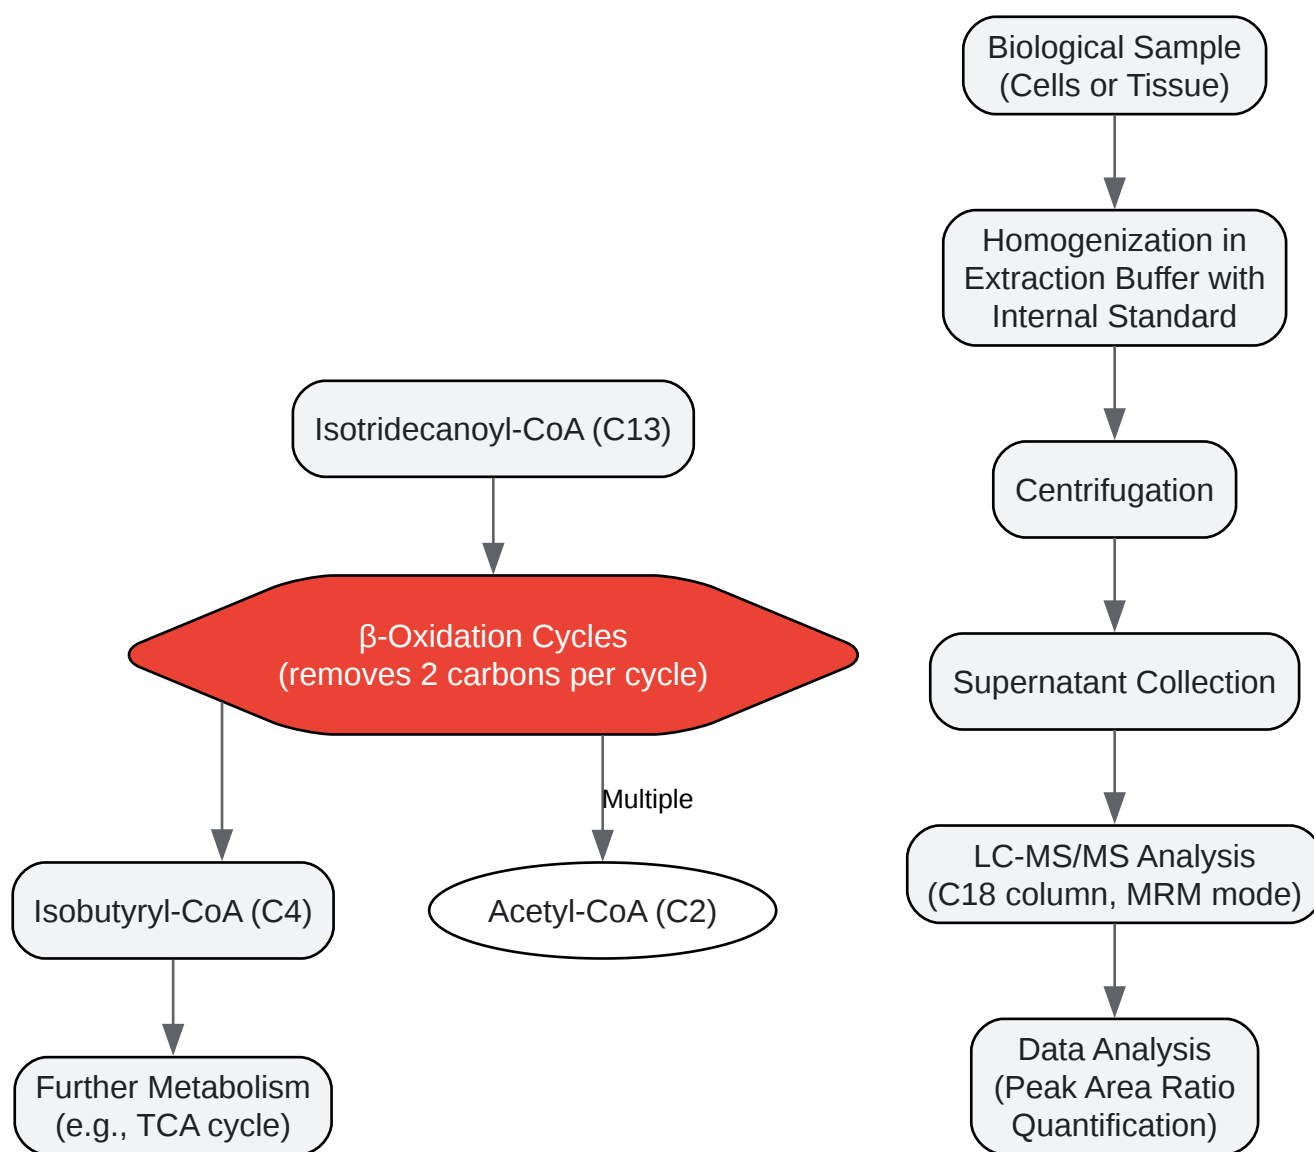 Isotridecanoyl-CoA (C13)
β-Oxidation Cycles
(removes 2 carbons per cycle)
Multiple
Isobutyryl-CoA (C4)
Acetyl-CoA (C2)
Further Metabolism
(e.g., TCA cycle)
Biological Sample
(Cells or Tissue)
Homogenization in
Extraction Buffer with
Internal Standard
Centrifugation
Supernatant Collection
LC-MS/MS Analysis
(C18 column, MRM mode)
Data Analysis
(Peak Area Ratio
Quantification)